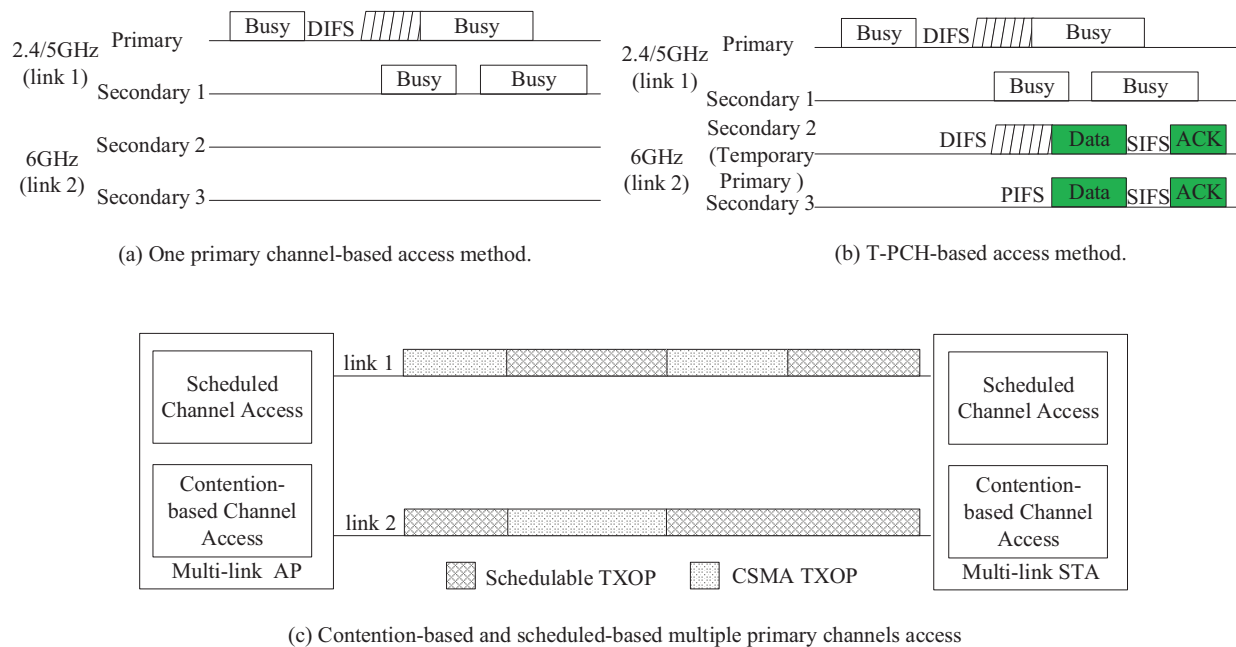 2.4/5GHz
(link 1)
Primary
Busy
DIFS
Busy
Secondary 1
Busy
Busy
6GHz
(link 2)
Secondary 2
Secondary 3
(a) One primary channel-based access method.
2.4/5GHz
(link 1)
Primary
Busy
DIFS
Busy
Secondary 1
Busy
Busy
6GHz
(link 2)
Secondary 2
(Temporary
Primary )
DIFS
Data
SIFS
ACK
Secondary 3
PIFS
Data
SIFS
ACK
(b) T-PCH-based access method.
Scheduled
Channel Access
Contention-
based Channel
Access
Multi-link AP
link 1
link 2
Schedulable TXOP
CSMA TXOP
Scheduled
Channel Access
Contention-
based Channel
Access
Multi-link STA
(c) Contention-based and scheduled-based multiple primary channels access